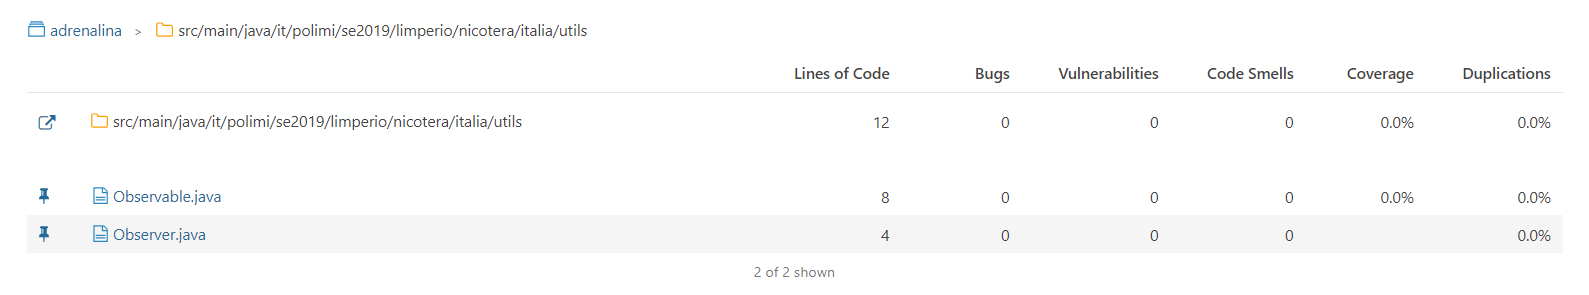 adrenalina > src/main/java/it/polimi/se2019/limperio/nicotera/italia/utils
Lines of Code Bugs Vulnerabilities Code Smells Coverage Duplications
src/main/java/it/polimi/se2019/limperio/nicotera/italia/utils 12 0 0 0 0.0% 0.0%
Observable.java 8 0 0 0 0.0% 0.0%
Observer.java 4 0 0 0 0.0%
2 of 2 shown